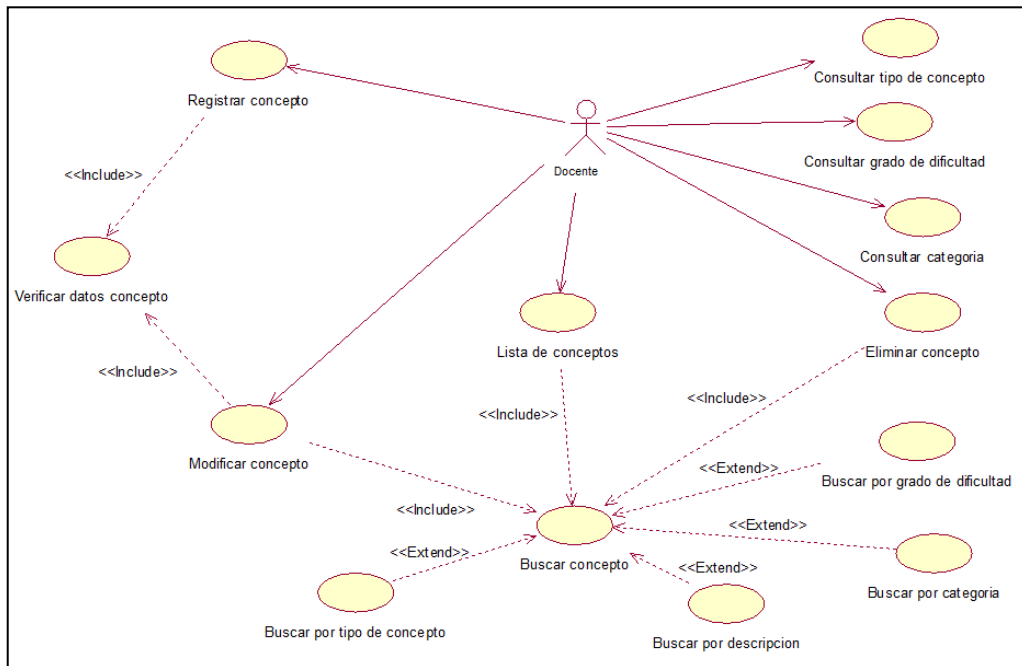 Consultar tipo de concepto
Registrar concepto
Consultar grado de dificultad
Docente
<<Include>>
Consultar categoria
Verificar datos concepto
Lista de conceptos
Eliminar concepto
<<Include>>
<<Include>>
<<Include>>
Modificar concepto
<<Extend>>
Buscar por grado de dificultad
<<Include>>
<<Extend>>
<<Extend>>
Buscar concepto
<<Extend>>
Buscar por categoria
Buscar por tipo de concepto
Buscar por descripcion